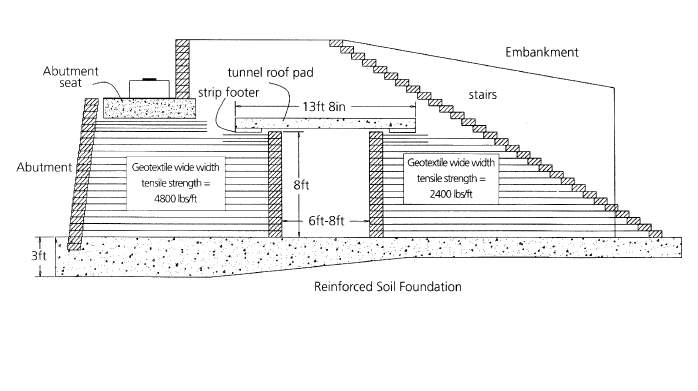 Embankment
Abutment
seat
tunnel roof pad
strip footer
stairs
13ft 8in
Abutment
Geotextile wide width
tensile strength =
4800 lbs/ft
8ft
Geotextile wide width
tensile strength =
2400 lbs/ft
6ft-8ft
3ft
Reinforced Soil Foundation